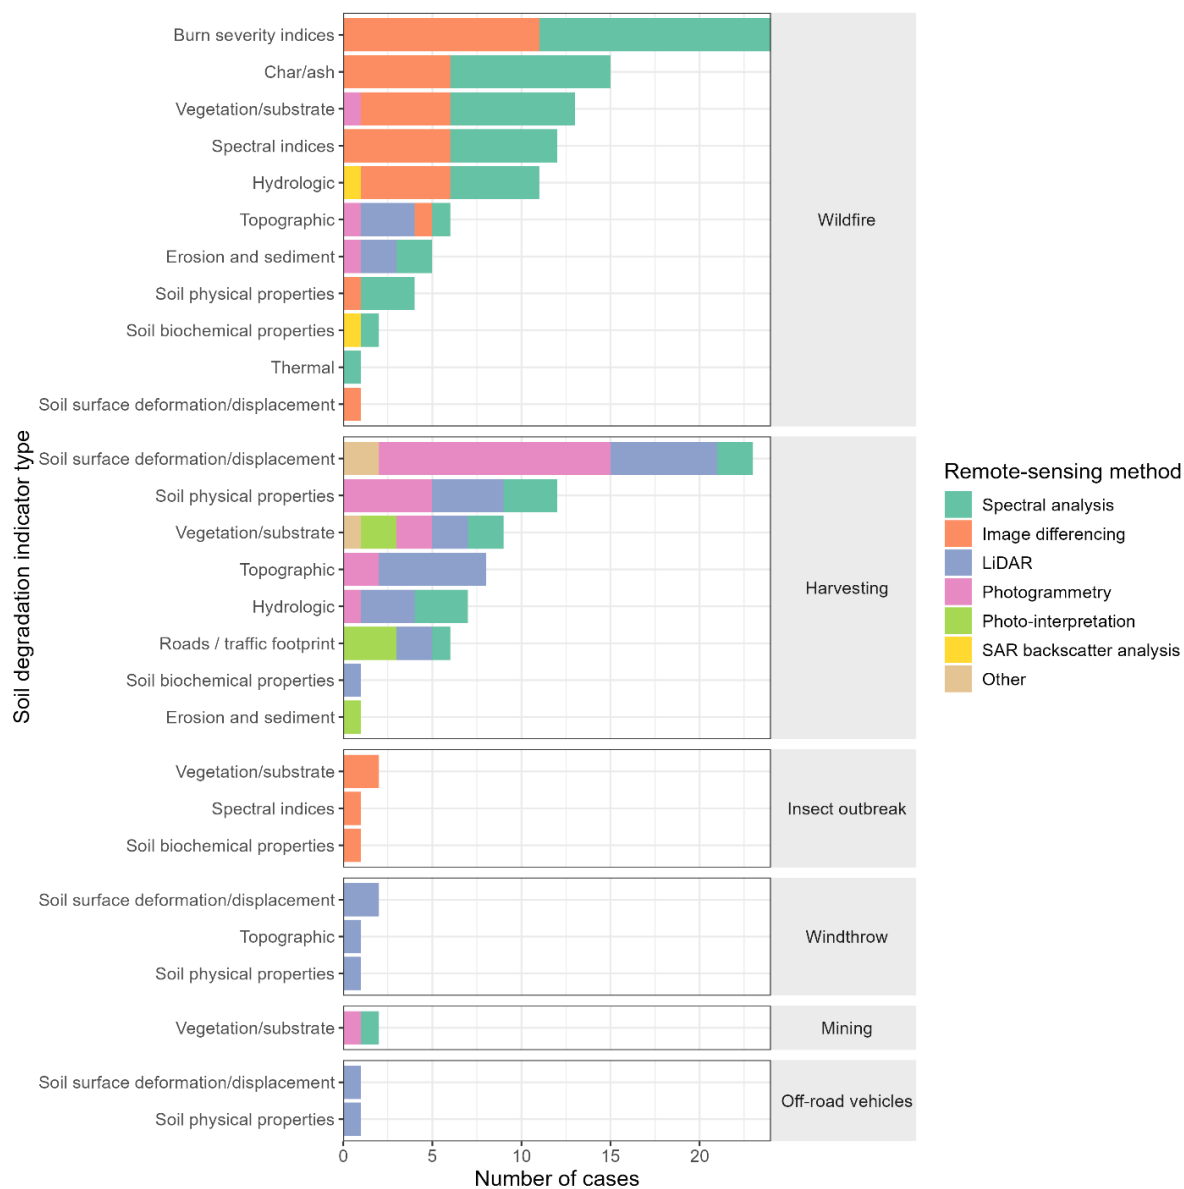 Burn severity indices
Char/ash
Vegetation/substrate
Spectral indices
Hydrologic
Topographic
Erosion and sediment
Soil physical properties
Soil biochemical properties
Thermal
Soil surface deformation/displacement
Wildfire
Soil surface deformation/displacement
Soil physical properties
Vegetation/substrate
Topographic
Hydrologic
Roads / traffic footprint
Soil biochemical properties
Erosion and sediment
Harvesting
Vegetation/substrate
Spectral indices
Soil biochemical properties
Insect outbreak
Soil surface deformation/displacement
Topographic
Soil physical properties
Windthrow
Vegetation/substrate
Mining
Soil surface deformation/displacement
Soil physical properties
Off-road vehicles
0 5 10 15 20
Number of cases
Soil degradation indicator type
Remote-sensing method
Spectral analysis
Image differencing
LiDAR
Photogrammetry
Photo-interpretation
SAR backscatter analysis
Other